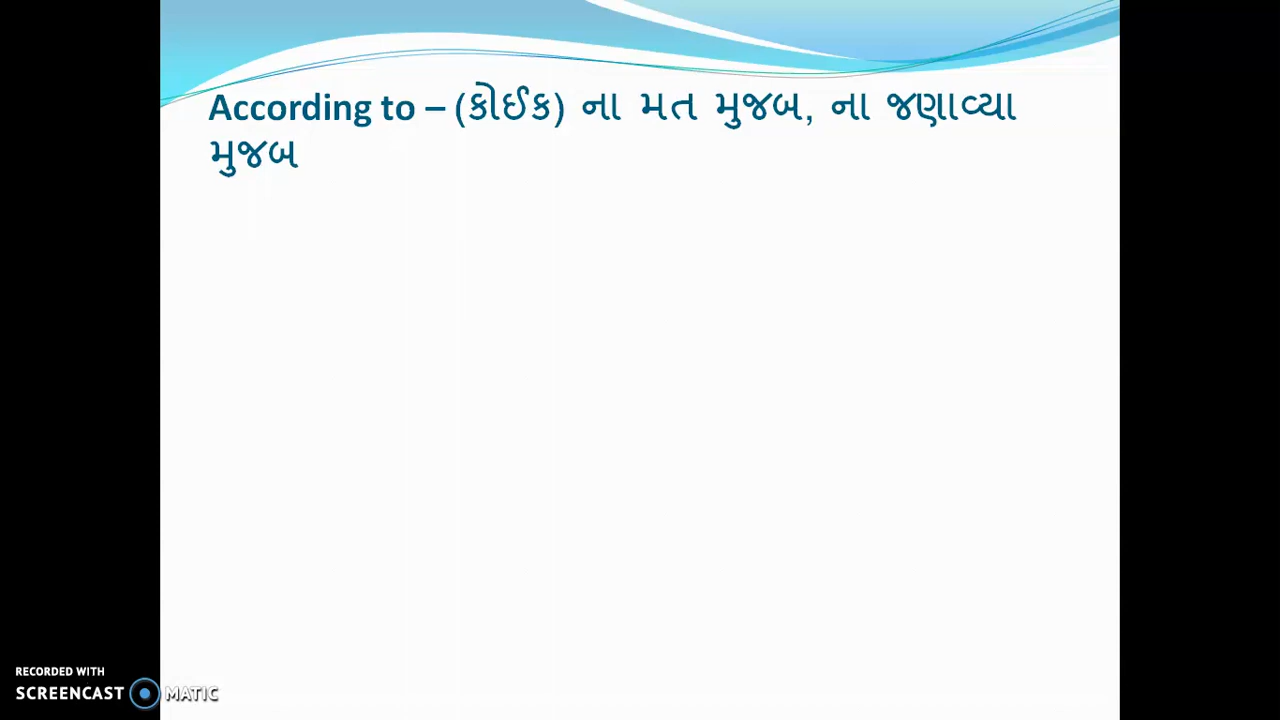 According to – (કોઈક) ના મત મુજબ, ના જણાવ્યા
મુજબ
RECORDED WITH
SCREENCAST MATIC